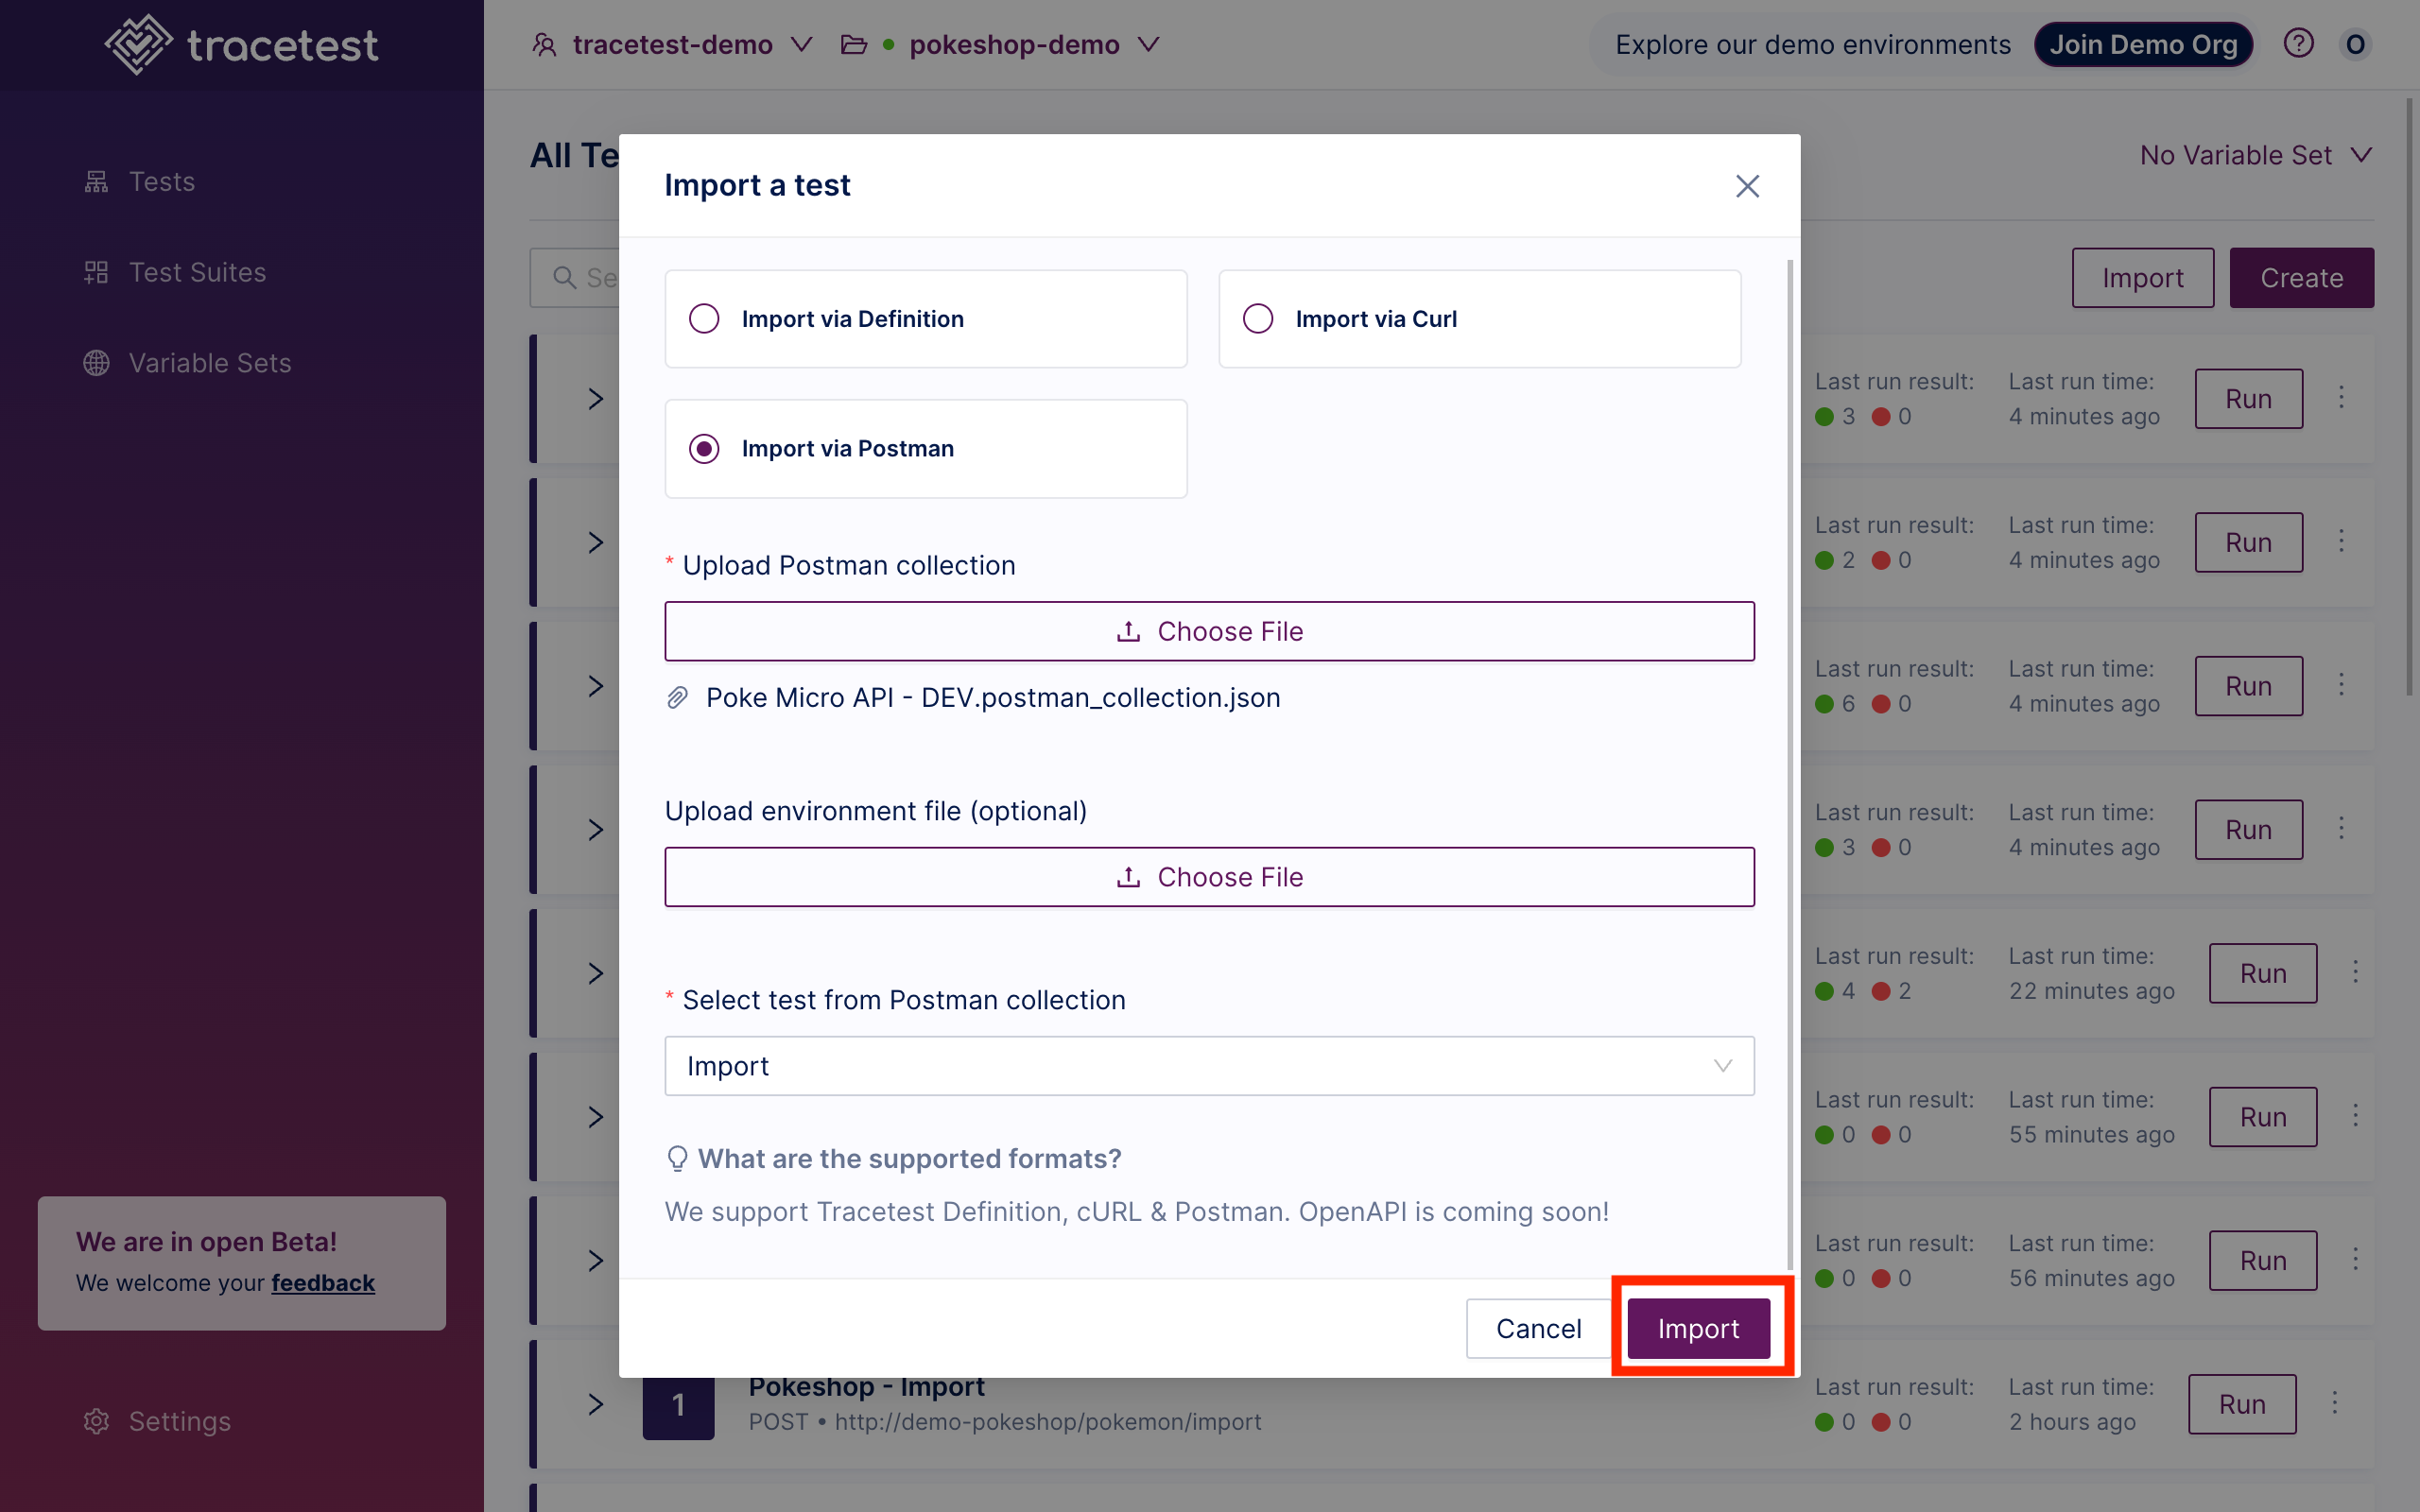 tracetest
tracetest-demo
pokeshop-demo
Explore our demo environments
Join Demo Org
O
Tests
Test Suites
Variable Sets
We are in open Beta!
We welcome your feedback
Settings
All Te
No Variable Set
Se
Import
Create
Import a test
Import via Definition
Import via Curl
Import via Postman
* Upload Postman collection
Choose File
Poke Micro API - DEV.postman_collection.json
Upload environment file (optional)
Choose File
* Select test from Postman collection
Import
What are the supported formats?
We support Tracetest Definition, cURL & Postman. OpenAPI is coming soon!
Cancel
Import
Last run result: Last run time:
3 0 4 minutes ago
Run
Last run result: Last run time:
2 0 4 minutes ago
Run
Last run result: Last run time:
6 0 4 minutes ago
Run
Last run result: Last run time:
3 0 4 minutes ago
Run
Last run result: Last run time:
4 2 22 minutes ago
Run
Last run result: Last run time:
0 0 55 minutes ago
Run
Last run result: Last run time:
0 0 56 minutes ago
Run
1
Pokeshop - Import
POST • http://demo-pokeshop/pokemon/import
Last run result: Last run time:
0 0 2 hours ago
Run